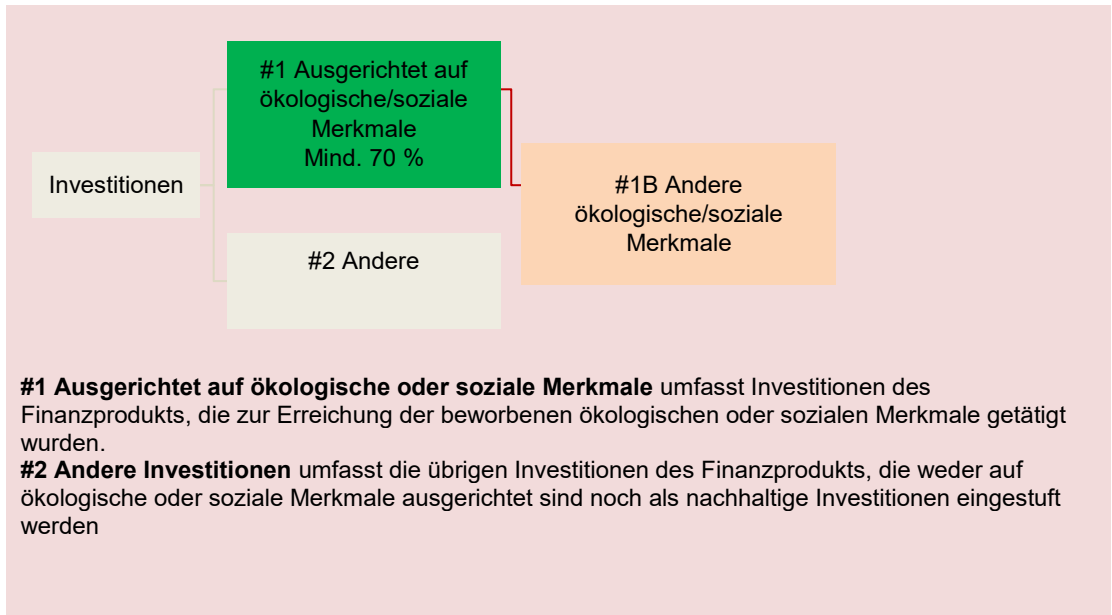 #1 Ausgerichtet auf
ökologische/soziale
Merkmale
Mind. 70 %
Investitionen
#1B Andere
ökologische/soziale
Merkmale
#2 Andere
#1 Ausgerichtet auf ökologische oder soziale Merkmale umfasst Investitionen des
Finanzprodukts, die zur Erreichung der beworbenen ökologischen oder sozialen Merkmale getätigt
wurden.
#2 Andere Investitionen umfasst die übrigen Investitionen des Finanzprodukts, die weder auf
ökologische oder soziale Merkmale ausgerichtet sind noch als nachhaltige Investitionen eingestuft
werden